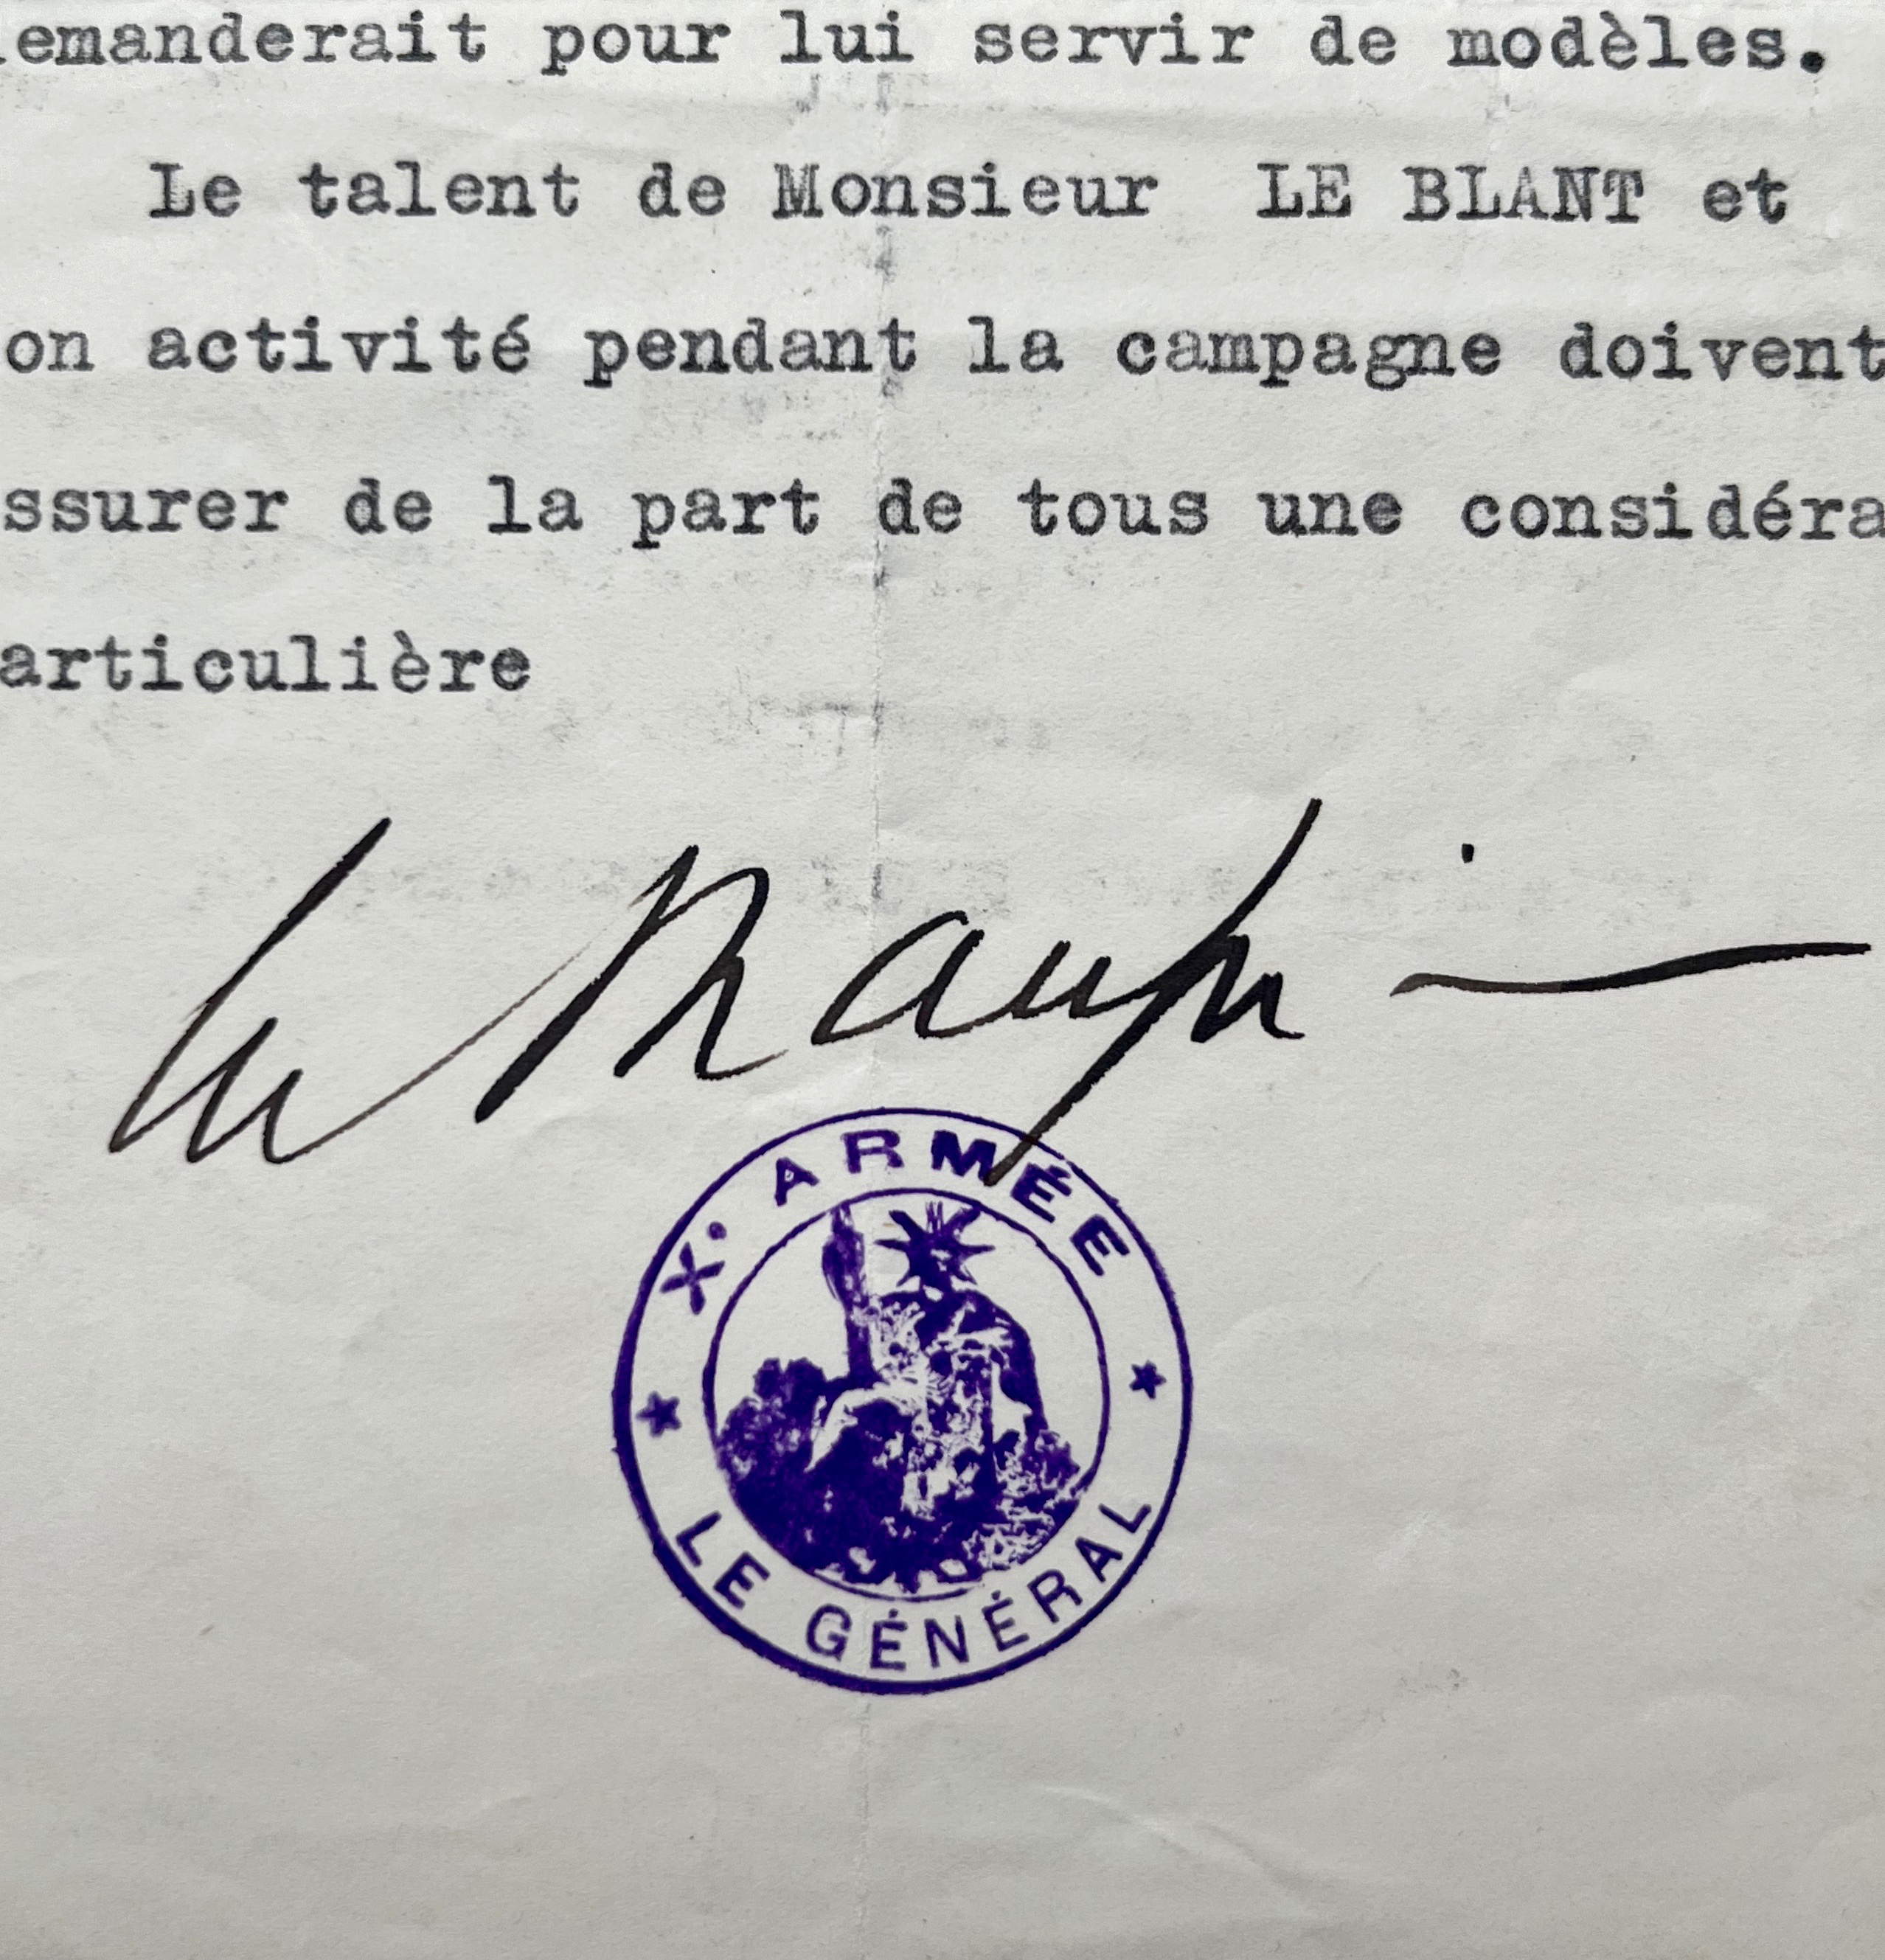 emanderait pour lui servir de modèles.
Le talent de Monsieur LE BLANT et
on activité pendant la campagne doivent
ssurer de la part de tous une considéra
articulière
X° ARMÉE
LE GÉNÉRAL